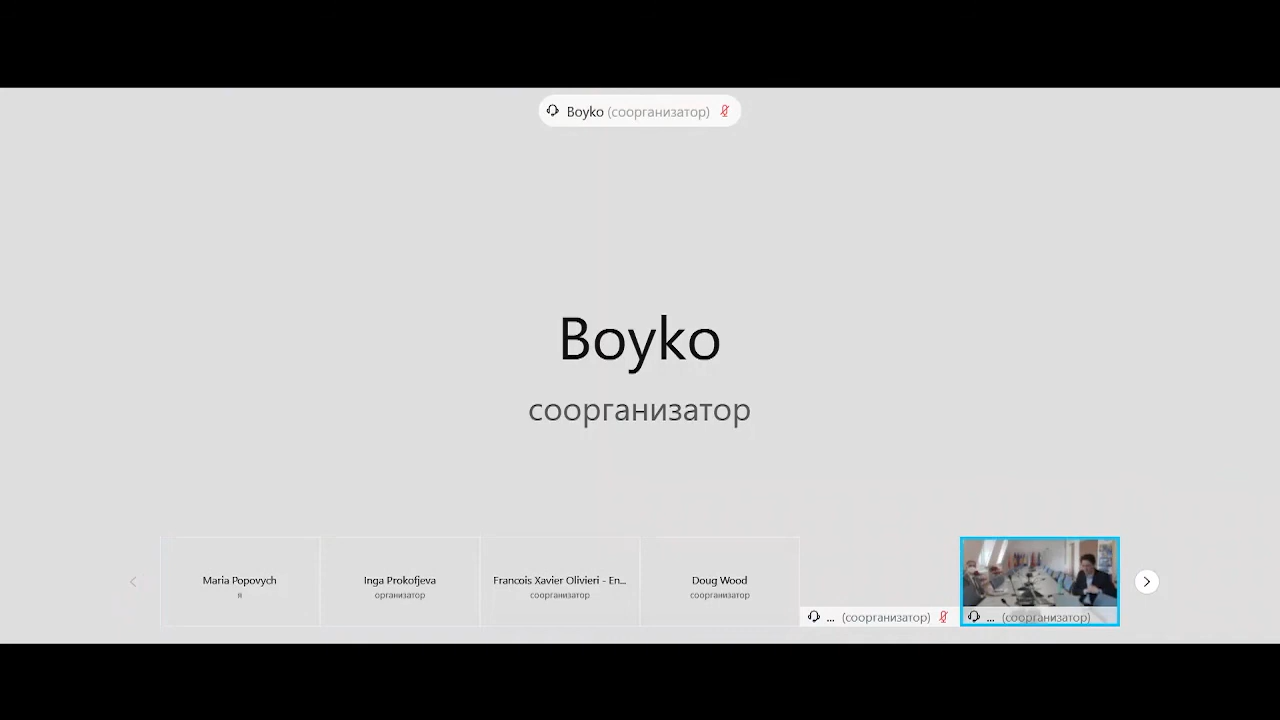 Boyko (соорганизатор)
Boyko
соорганизатор
Maria Popovych
я
Inga Prokofjeva
организатор
Francois Xavier Olivieri - En...
соорганизатор
Doug Wood
соорганизатор
... (соорганизатор)
... (соорганизатор)